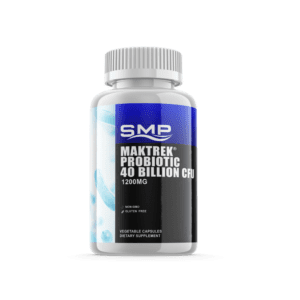 SMP
MAKTREK®
PROBIOTIC
40 BILLION CFU
1200MG
NON-GMO
GLUTEN FREE
VEGETABLE CAPSULES
DIETARY SUPPLEMENT